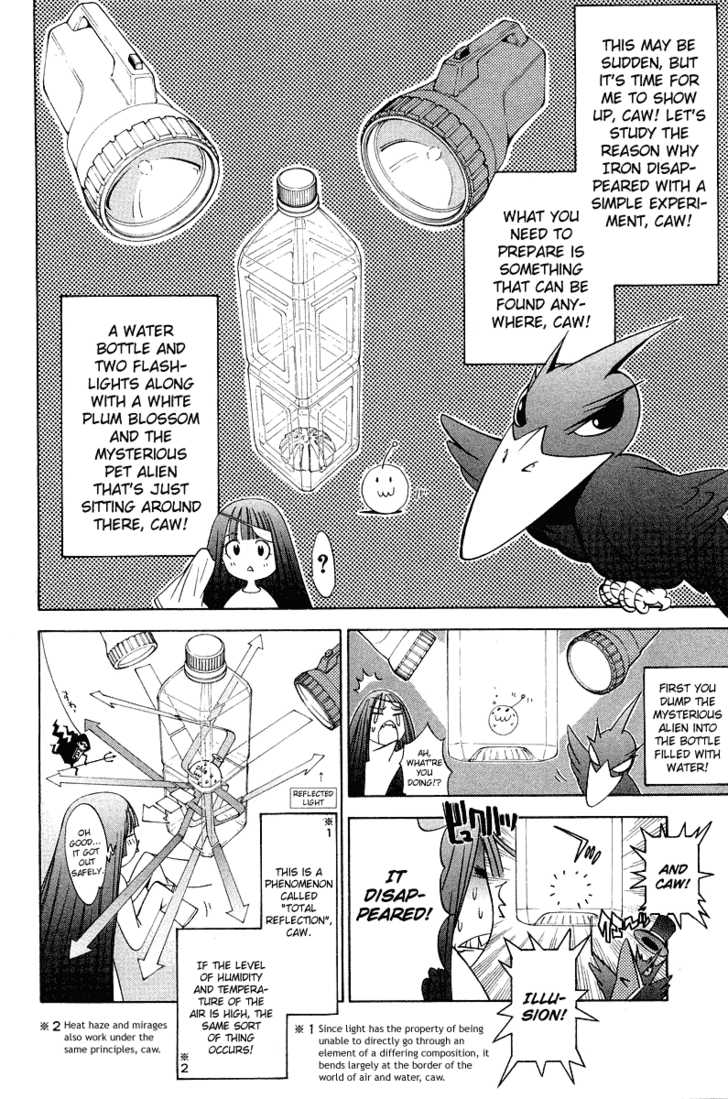 THIS MAY BE
SUDDEN, BUT
IT'S TIME FOR
ME TO SHOW
UP, CAW! LET'S
STUDY THE
REASON WHY
IRON DISAP-
PEARED WITH A
SIMPLE EXPERI-
MENT, CAW!
WHAT YOU
NEED TO
PREPARE IS
SOMETHING
THAT CAN BE
FOUND ANY-
WHERE, CAW!
A WATER
BOTTLE AND
TWO FLASH-
LIGHTS ALONG
WITH A WHITE
PLUM BLOSSOM
AND THE
MYSTERIOUS
PET ALIEN
THAT'S JUST
SITTING AROUND
THERE, CAW!
?
FIRST YOU
DUMP THE
MYSTERIOUS
ALIEN INTO
THE BOTTLE
FILLED WITH
WATER!
AH,
WHAT'RE
YOU
DOING!?
AND
CAW!
ILLU-
SION!
IT
DISAP-
PEARED!
REFLECTED
LIGHT
OH
GOOD...
IT GOT
OUT
SAFELY.
※
1
THIS IS A
PHENOMENON
CALLED
"TOTAL
REFLECTION",
CAW.
IF THE LEVEL
OF HUMIDITY
AND TEMPERA-
TURE OF THE
AIR IS HIGH, THE
SAME SORT
OF THING
OCCURS!
※
2
※ 1 Since light has the property of being
unable to directly go through an
element of a differing composition, it
bends largely at the border of the
world of air and water, caw.
※ 2 Heat haze and mirages
also work under the
same principles, caw.